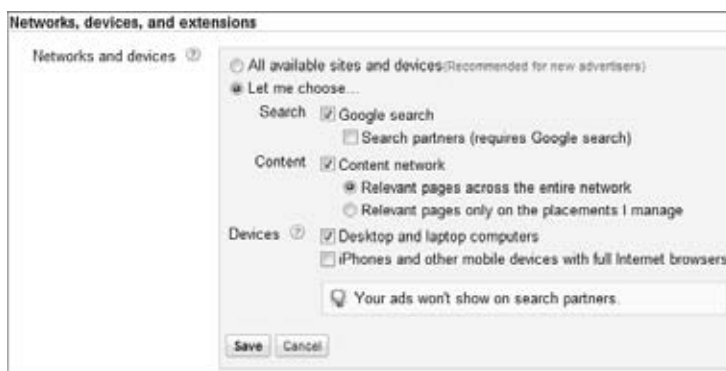 Networks, devices, and extensions
Networks and devices ? All available sites and devices(Recommended for new advertisers)
Let me choose...
Search Google search
Search partners (requires Google search)
Content Content network
Relevant pages across the entire network
Relevant pages only on the placements I manage
Devices ? Desktop and laptop computers
iPhones and other mobile devices with full Internet browsers
Your ads won't show on search partners.
Save Cancel